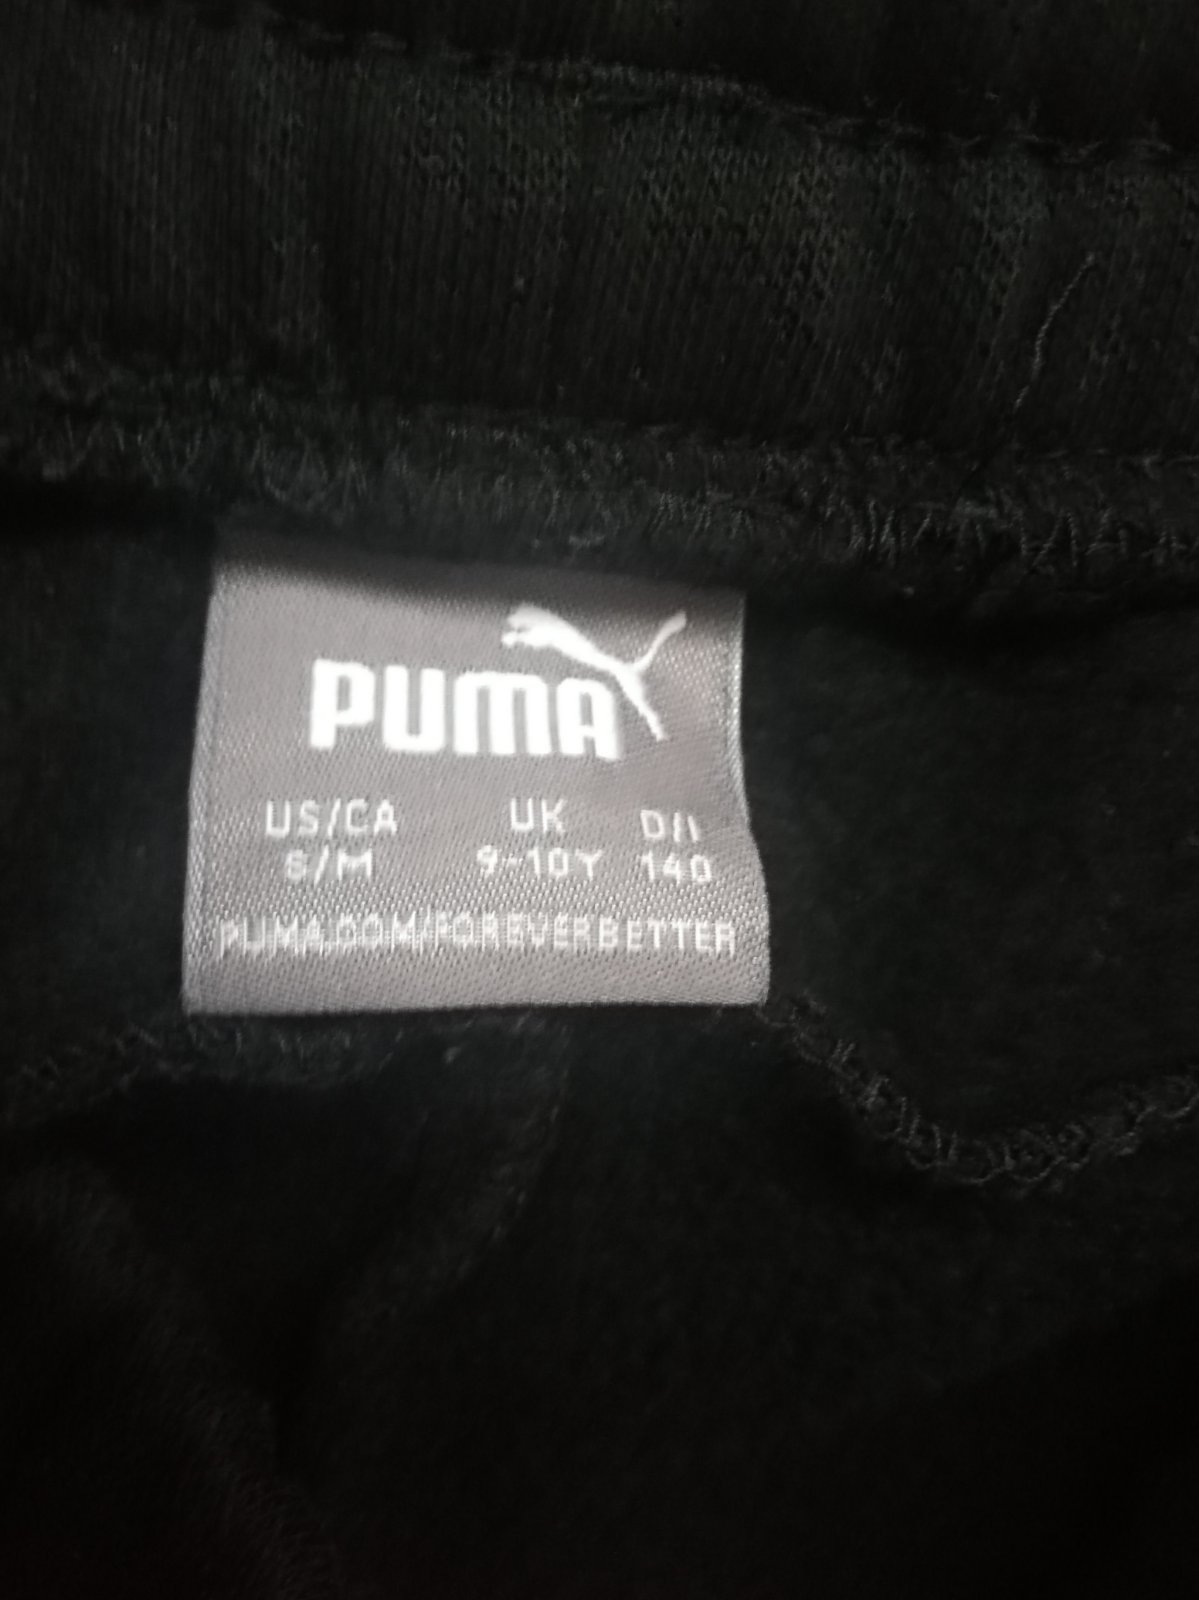 PUMA
US/CA UK D/I
S/M 9-10Y 140
PUMA.COM/FOREVERBETTER